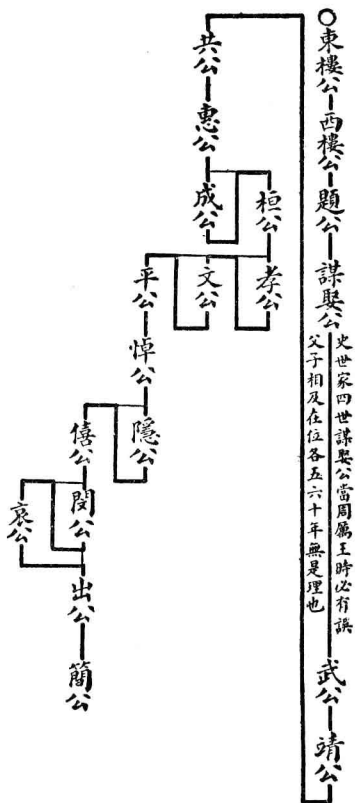 ○東樓公 西樓公 題公 謀娶公
史世家四世謀娶公當周厲王時必有誤
父子相及在位各五六十年無是理也
武公 靖公
桓公 孝公
共公 惠公 成公 文公
平公 悼公 隱公
僖公 閔公 出公 簡公
哀公